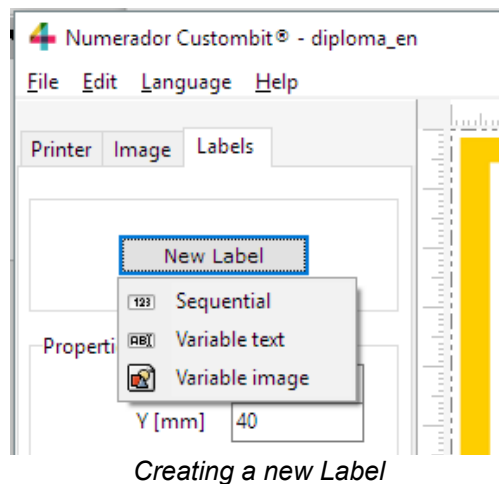 Numerador Custombit® - diploma_en
File Edit Language Help
Printer Image Labels
New Label
123 Sequential
Properti ABI Variable text
Variable image
Y [mm] 40
Creating a new Label